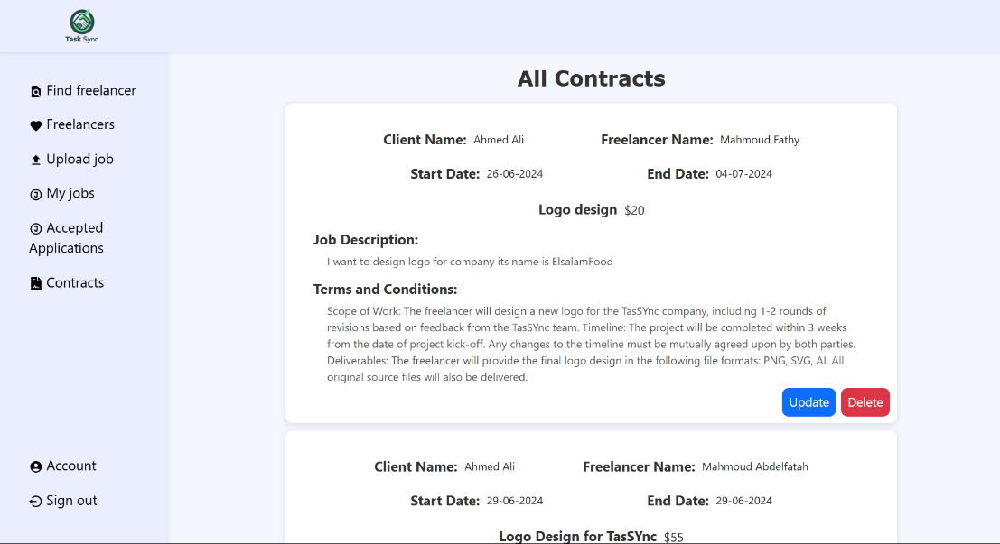 Task Sync
Find freelancer
Freelancers
Upload job
My jobs
Accepted
Applications
Contracts
Account
Sign out
All Contracts
Client Name: Ahmed Ali Freelancer Name: Mahmoud Fathy
Start Date: 26-06-2024 End Date: 04-07-2024
Logo design $20
Job Description:
I want to design logo for company its name is ElsalamFood
Terms and Conditions:
Scope of Work: The freelancer will design a new logo for the TasSYnc company, including 1-2 rounds of
revisions based on feedback from the TasSYnc team. Timeline: The project will be completed within 3 weeks
from the date of project kick-off. Any changes to the timeline must be mutually agreed upon by both parties.
Deliverables: The freelancer will provide the final logo design in the following file formats: PNG, SVG, AI. All
original source files will also be delivered.
Update Delete
Client Name: Ahmed Ali Freelancer Name: Mahmoud Abdelfatah
Start Date: 29-06-2024 End Date: 29-06-2024
Logo Design for TasSYnc $55